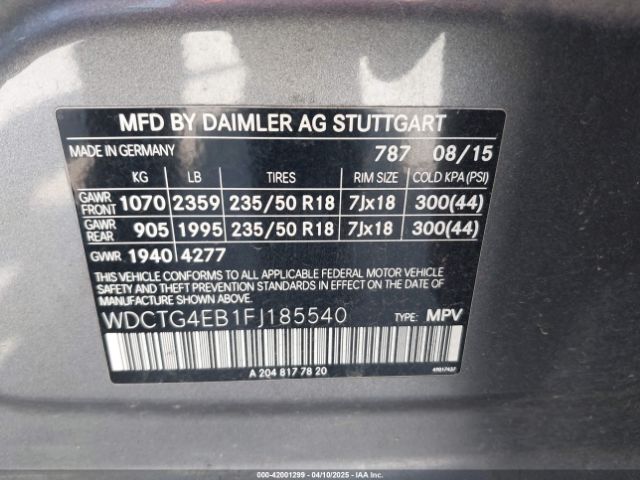 MFD BY DAIMLER AG STUTTGART
MADE IN GERMANY 787 08/15
KG LB TIRES RIM SIZE COLD KPA (PSI)
GAWR FRONT 1070 2359 235/50 R18 7Jx18 300(44)
GAWR REAR 905 1995 235/50 R18 7Jx18 300(44)
GVWR 1940 4277
THIS VEHICLE CONFORMS TO ALL APPLICABLE FEDERAL MOTOR VEHICLE
SAFETY AND THEFT PREVENTION STANDARDS IN EFFECT ON THE
DATE OF MANUFACTURE SHOWN ABOVE.
WDCTG4EB1FJ185540 TYPE: MPV
A 204 817 78 20
000-42001299 - 04/10/2025 - IAAI.COM